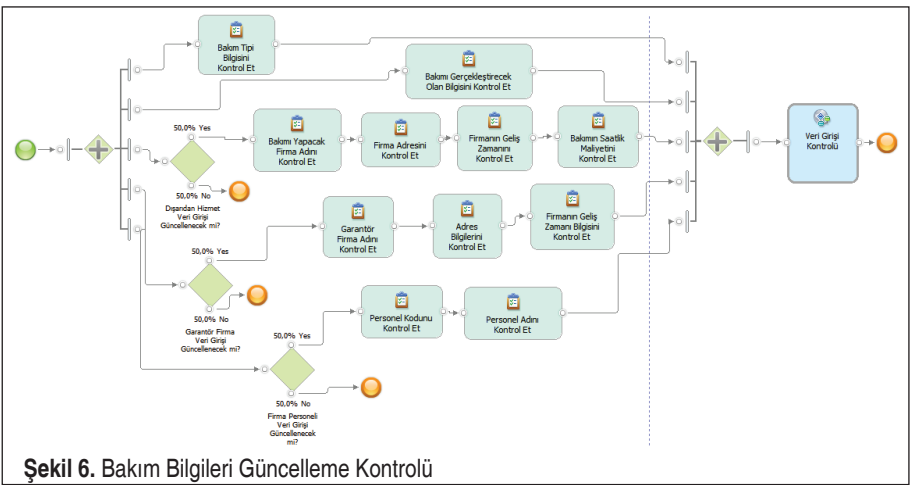 Bakım Tipi
Bilgisini
Kontrol Et
Bakımı Gerçekleştirecek
Olan Bilgisini Kontrol Et
50,0% Yes
Bakımı Yapacak
Firma Adını
Kontrol Et
Firma Adresini
Kontrol Et
Firmanın Geliş
Zamanını
Kontrol Et
Bakımın Saatlik
Maliyetini
Kontrol Et
Veri Girişi
Kontrolü
50,0% No
Dışarıdan Hizmet
Veri Girişi
Güncellenecek mi?
50,0% Yes
Garantör
Firma Adını
Kontrol Et
Adres
Bilgilerini
Kontrol Et
Firmanın Geliş
Zamanı Bilgisini
Kontrol Et
50,0% No
Garantör Firma
Veri Girişi
Güncellenecek mi?
50,0% Yes
Personel Kodunu
Kontrol Et
Personel Adını
Kontrol Et
50,0% No
Firma Personeli
Veri Girişi
Güncellenecek
mi?
Şekil 6. Bakım Bilgileri Güncelleme Kontrolü